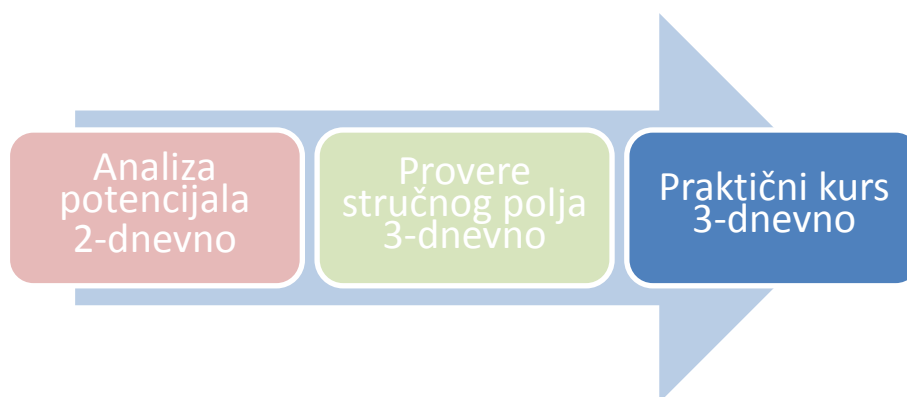 Analiza
potencijala
2-dnevno
Provere
stručnog polja
3-dnevno
Praktični kurs
3-dnevno